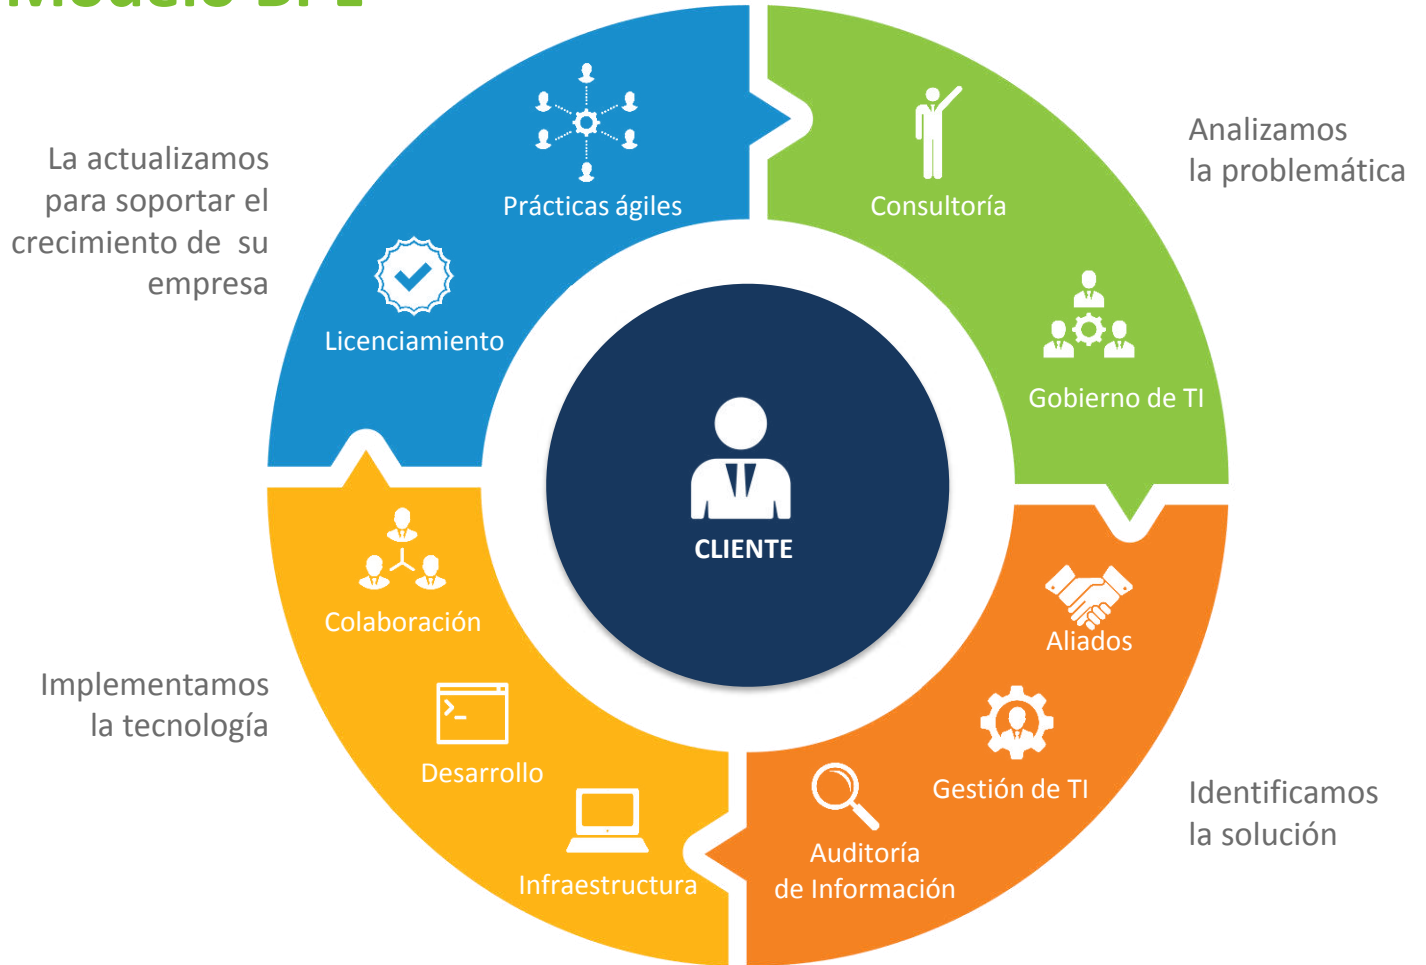 Modelo
La actualizamos
para soportar el
crecimiento de su
empresa
Prácticas ágiles
Licenciamiento
Consultoría
Gobierno de TI
Analizamos
la problemática
CLIENTE
Aliados
Gestión de TI
Auditoría
de Información
Identificamos
la solución
Colaboración
Desarrollo
Infraestructura
Implementamos
la tecnología
>_